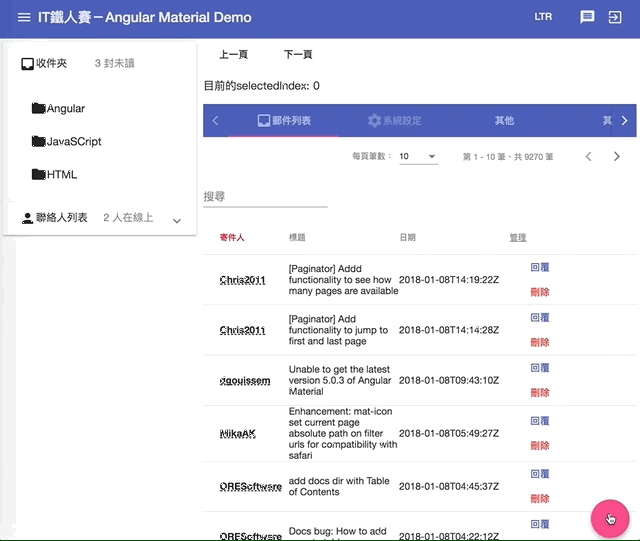 IT鐵人賽－Angular Material Demo
LTR
收件夾 3 封未讀
Angular
JavaSCript
HTML
聯絡人列表 2 人在線上
上一頁 下一頁
目前的selectedIndex: 0
郵件列表 系統設定 其他 其
每頁筆數： 10 第 1 - 10 筆、共 9270 筆
搜尋
寄件人 標題 日期 管理
Chris2011
[Paginator] Addd
functionality to see how
many pages are available
2018-01-08T14:19:22Z
回覆
刪除
Chris2011
[Paginator] Add
functionality to jump to
first and last page
2018-01-08T14:14:28Z
回覆
刪除
Unable to get the latest
version 5.0.3 of Angular
Material
2018-01-08T09:43:10Z
回覆
刪除
MikaAK
Enhancement: mat-icon
set current page
absolute path on filter
urls for compatibility with
safari
2018-01-08T05:49:27Z
回覆
刪除
ORESoftware
add docs dir with Table
of Contents
2018-01-08T04:45:37Z
回覆
刪除
ORESoftware
Docs bug: How to add
2018-01-08T04:22:12Z
回覆